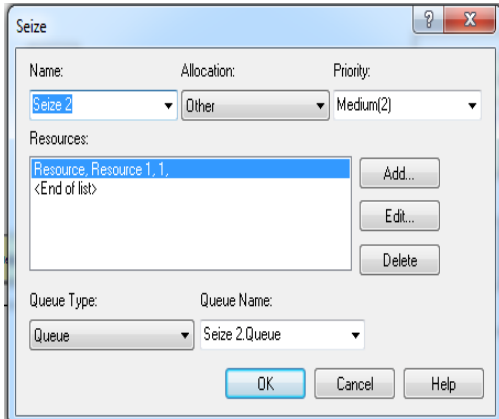 Seize
Name: Allocation: Priority:
Seize 2 Other Medium(2)
Resources:
Resource, Resource 1, 1,
<End of list>
Add...
Edit...
Delete
Queue Type: Queue Name:
Queue Seize 2.Queue
OK Cancel Help